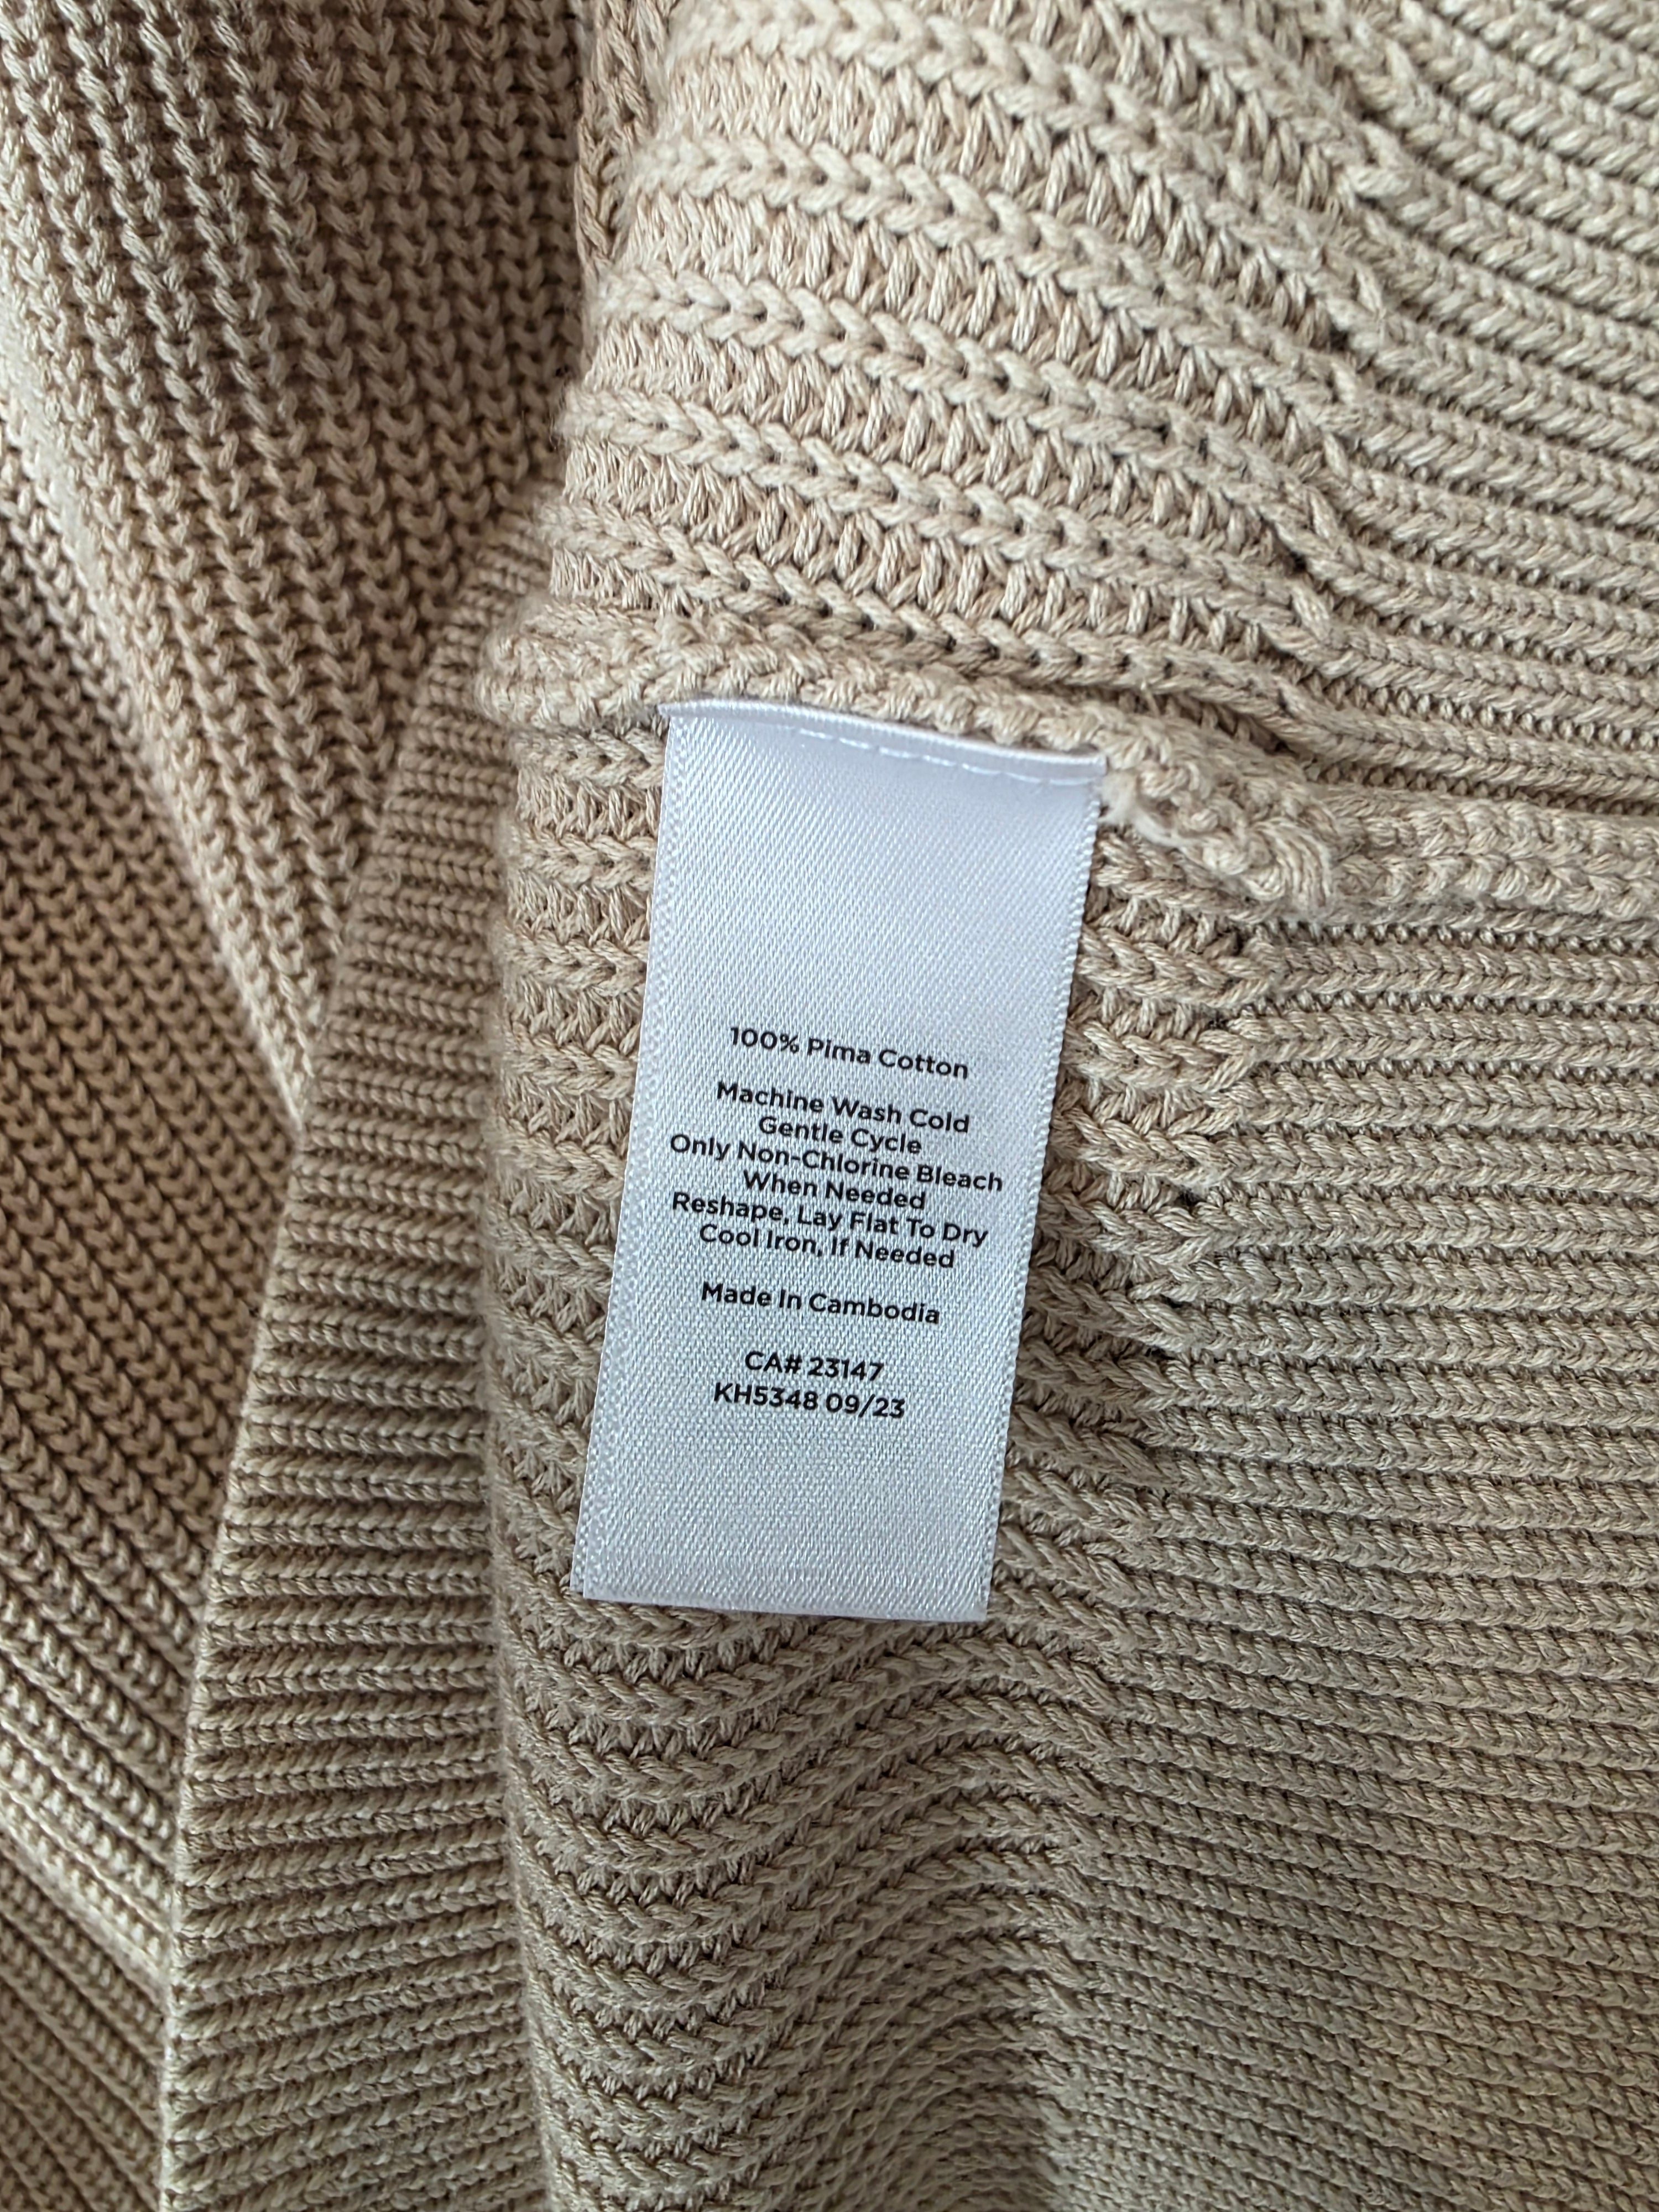 100% Pima Cotton
Machine Wash Cold
Gentle Cycle
Only Non-Chlorine Bleach
When Needed
Reshape, Lay Flat To Dry
Cool Iron, If Needed
Made In Cambodia
CA# 23147
KH5348 09/23